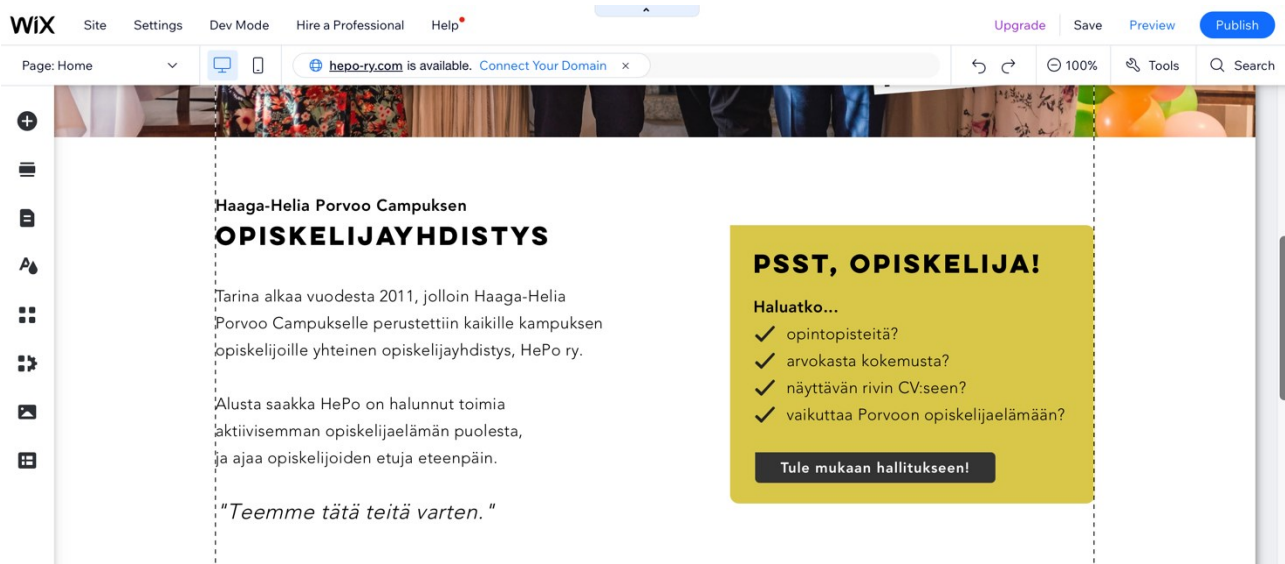 WiX Site Settings Dev Mode Hire a Professional Help Upgrade Save Preview Publish
Page: Home hepo-ry.com is available. Connect Your Domain × 100% Tools Search
Haaga-Helia Porvoo Campuksen
OPISKELIJAYHDISTYS
Tarina alkaa vuodesta 2011, jolloin Haaga-Helia
Porvoo Campukselle perustettiin kaikille kampuksen
opiskelijoille yhteinen opiskelijayhdistys, HePo ry.
Alusta saakka HePo on halunnut toimia
aktiivisemman opiskelijaelämän puolesta,
ja ajaa opiskelijoiden etuja eteenpäin.
"Teemme tätä teitä varten."
PSST, OPISKELIJA!
Haluatko...
opintopisteitä?
arvokasta kokemusta?
näyttävän rivin CV:seen?
vaikuttaa Porvoon opiskelijaelämään?
Tule mukaan hallitukseen!